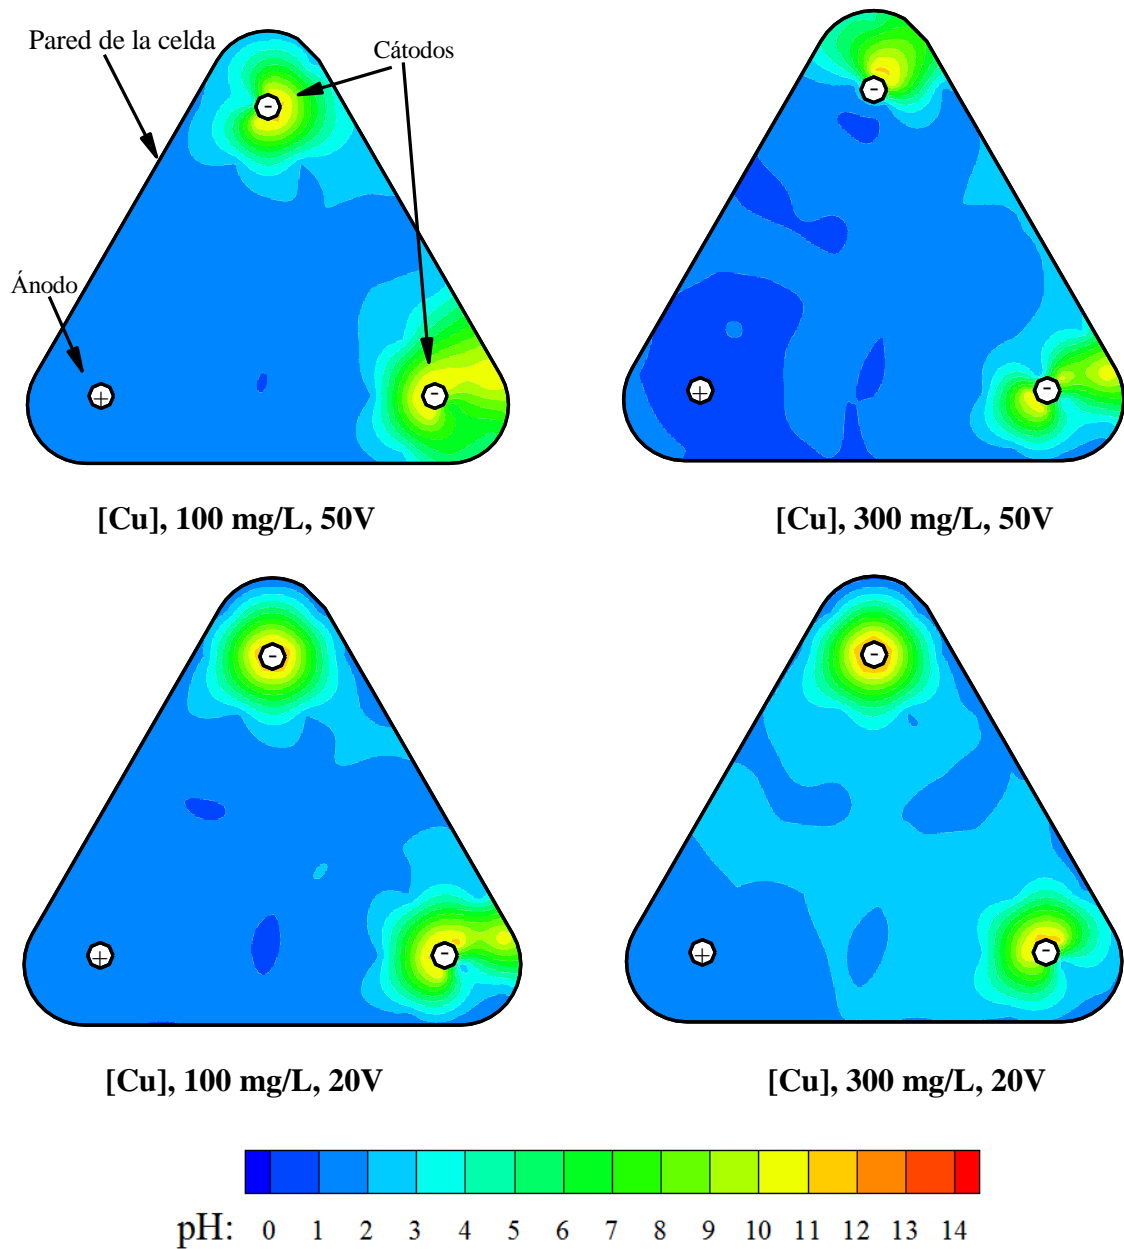 Pared de la celda
Cátodos
Ánodo
-
-
+
-
-
+
[Cu], 100 mg/L, 50V
[Cu], 300 mg/L, 50V
-
-
+
-
-
+
[Cu], 100 mg/L, 20V
[Cu], 300 mg/L, 20V
pH: 0 1 2 3 4 5 6 7 8 9 10 11 12 13 14